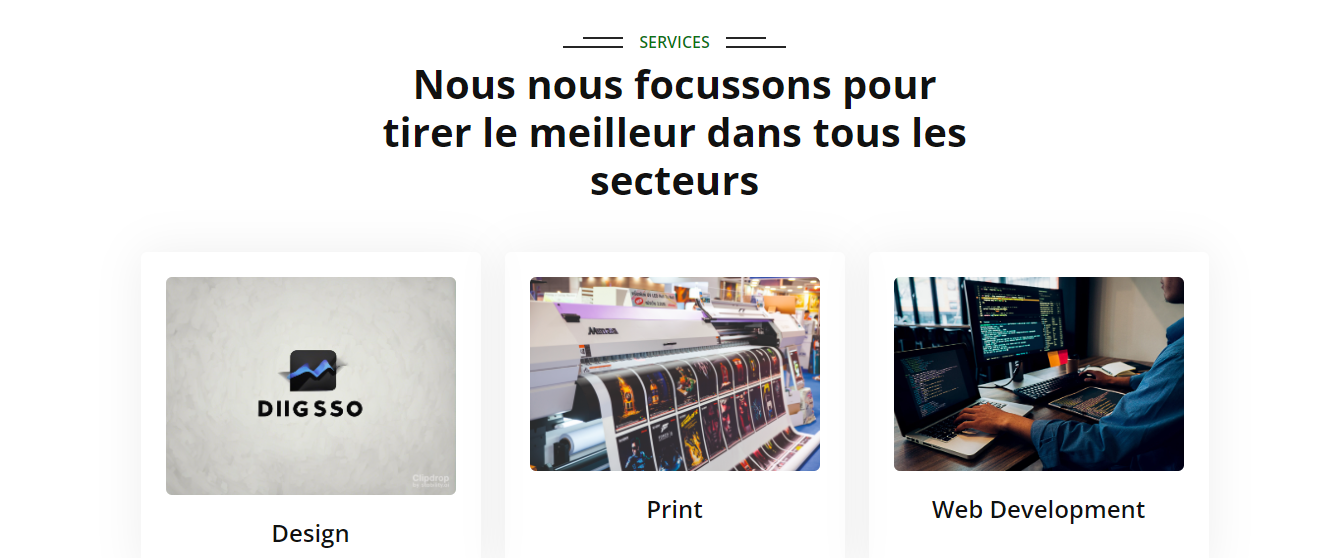 SERVICES
Nous nous focussons pour
tirer le meilleur dans tous les
secteurs
DIIGSSO
Clipdrop
Design
Print
Web Development